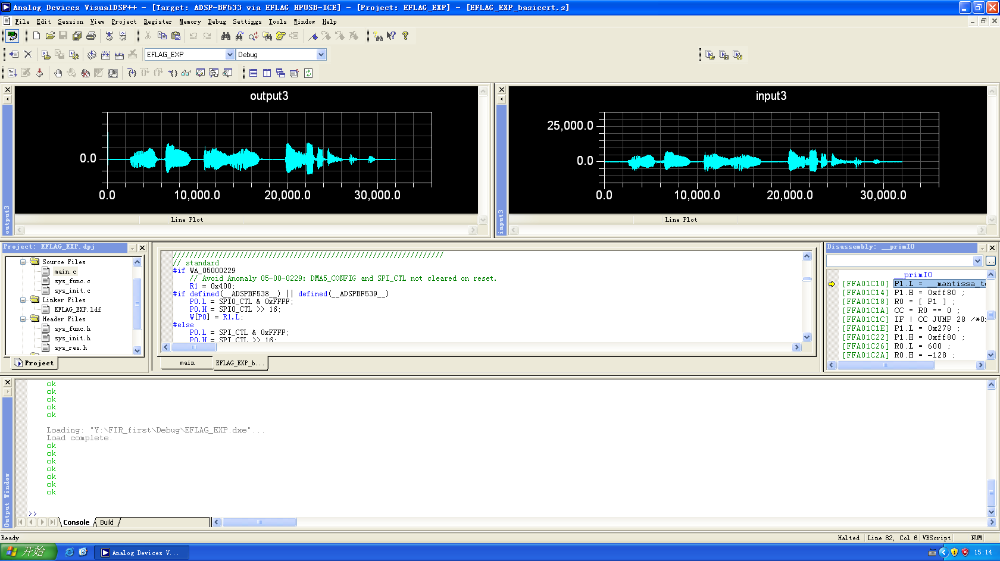 Analog Devices VisualDSP++ - [Target: ADSP-BF533 via EFLAG HPUSB-ICE] - [Project: EFLAG_EXP] - [EFLAG_EXP_basiccrt.s]
File Edit Session View Project Register Memory Debug Settings Tools Window Help
EFLAG_EXP Debug
output3
0.0
0.0 10,000.0 20,000.0 30,000.0
Line Plot
output3
input3
25,000.0
0.0
0.0 10,000.0 20,000.0 30,000.0
Line Plot
input3
Project: EFLAG_EXP.dpj
Source Files
main.c
sys_func.c
sys_init.c
Linker Files
EFLAG_EXP.ldf
Header Files
sys_func.h
sys_init.h
sys_res.h
Project
/////////////////////////////////////////////////////////////////
// standard
#if WA_05000229
// Avoid Anomaly 05-00-0229: DMA5_CONFIG and SPI_CTL not cleared on reset.
R1 = 0x400;
#if defined(__ADSPBF538__) || defined(__ADSPBF539__)
P0.L = SPI0_CTL & 0xFFFF;
P0.H = SPI0_CTL >> 16;
W[P0] = R1.L;
#else
P0.L = SPI_CTL & 0xFFFF;
P0.H = SPI_CTL >> 16;
main EFLAG_EXP_b...
Disassembly: __primIO
__primIO
[FFA01C10] P1.L = __mantissa_t
[FFA01C14] P1.H = 0xff80 ;
[FFA01C18] R0 = [ P1 ] ;
[FFA01C1A] CC = R0 == 0 ;
[FFA01C1C] IF ! CC JUMP 28 /*0
[FFA01C1E] P1.L = 0x278 ;
[FFA01C22] P1.H = 0xff80 ;
[FFA01C26] R0.L = 600 ;
[FFA01C2A] R0.H = -128 ;
ok
ok
ok
ok
ok
Loading: "Y:\FIR_first\Debug\EFLAG_EXP.dxe"...
Load complete.
ok
ok
ok
ok
ok
ok
ok
>>
Console Build
Output Window
Ready
Halted Line 82, Col 6 VBScript NUM
开始 Analog Devices V... 15:14